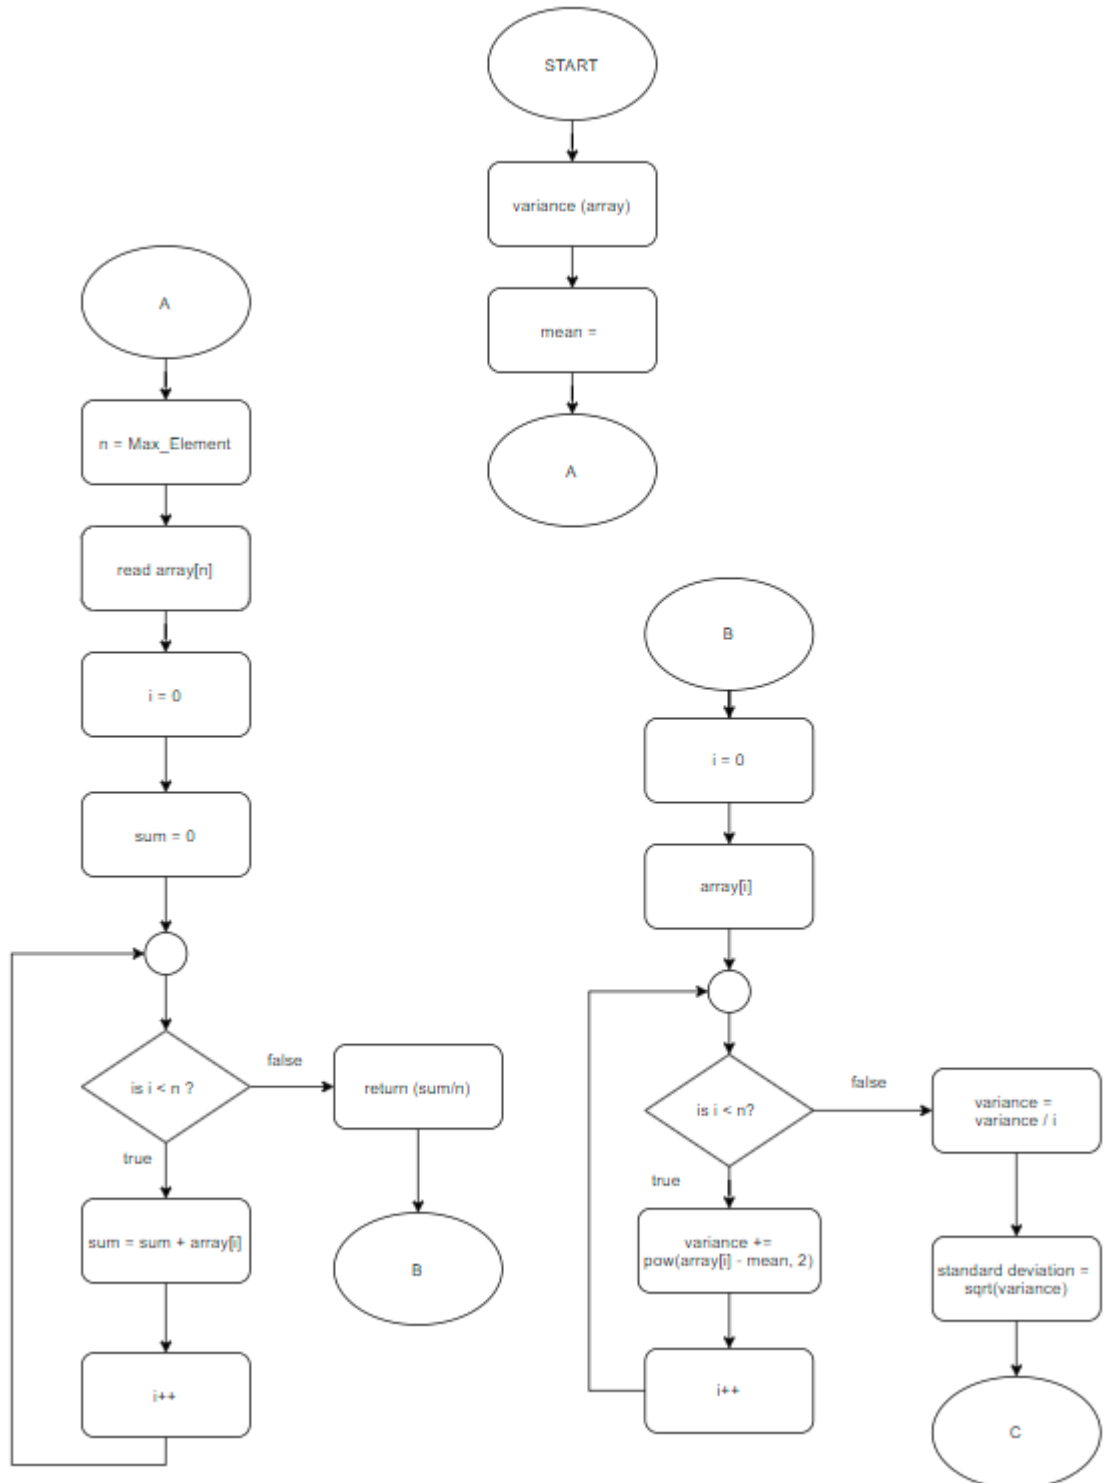 START
variance (array)
mean =
A
A
n = Max_Element
read array[n]
i = 0
sum = 0
is i < n ?
false
return (sum/n)
true
sum = sum + array[i]
B
i++
B
i = 0
array[i]
is i < n?
false
variance =
variance / i
true
variance +=
pow(array[i] - mean, 2)
standard deviation =
sqrt(variance)
i++
C